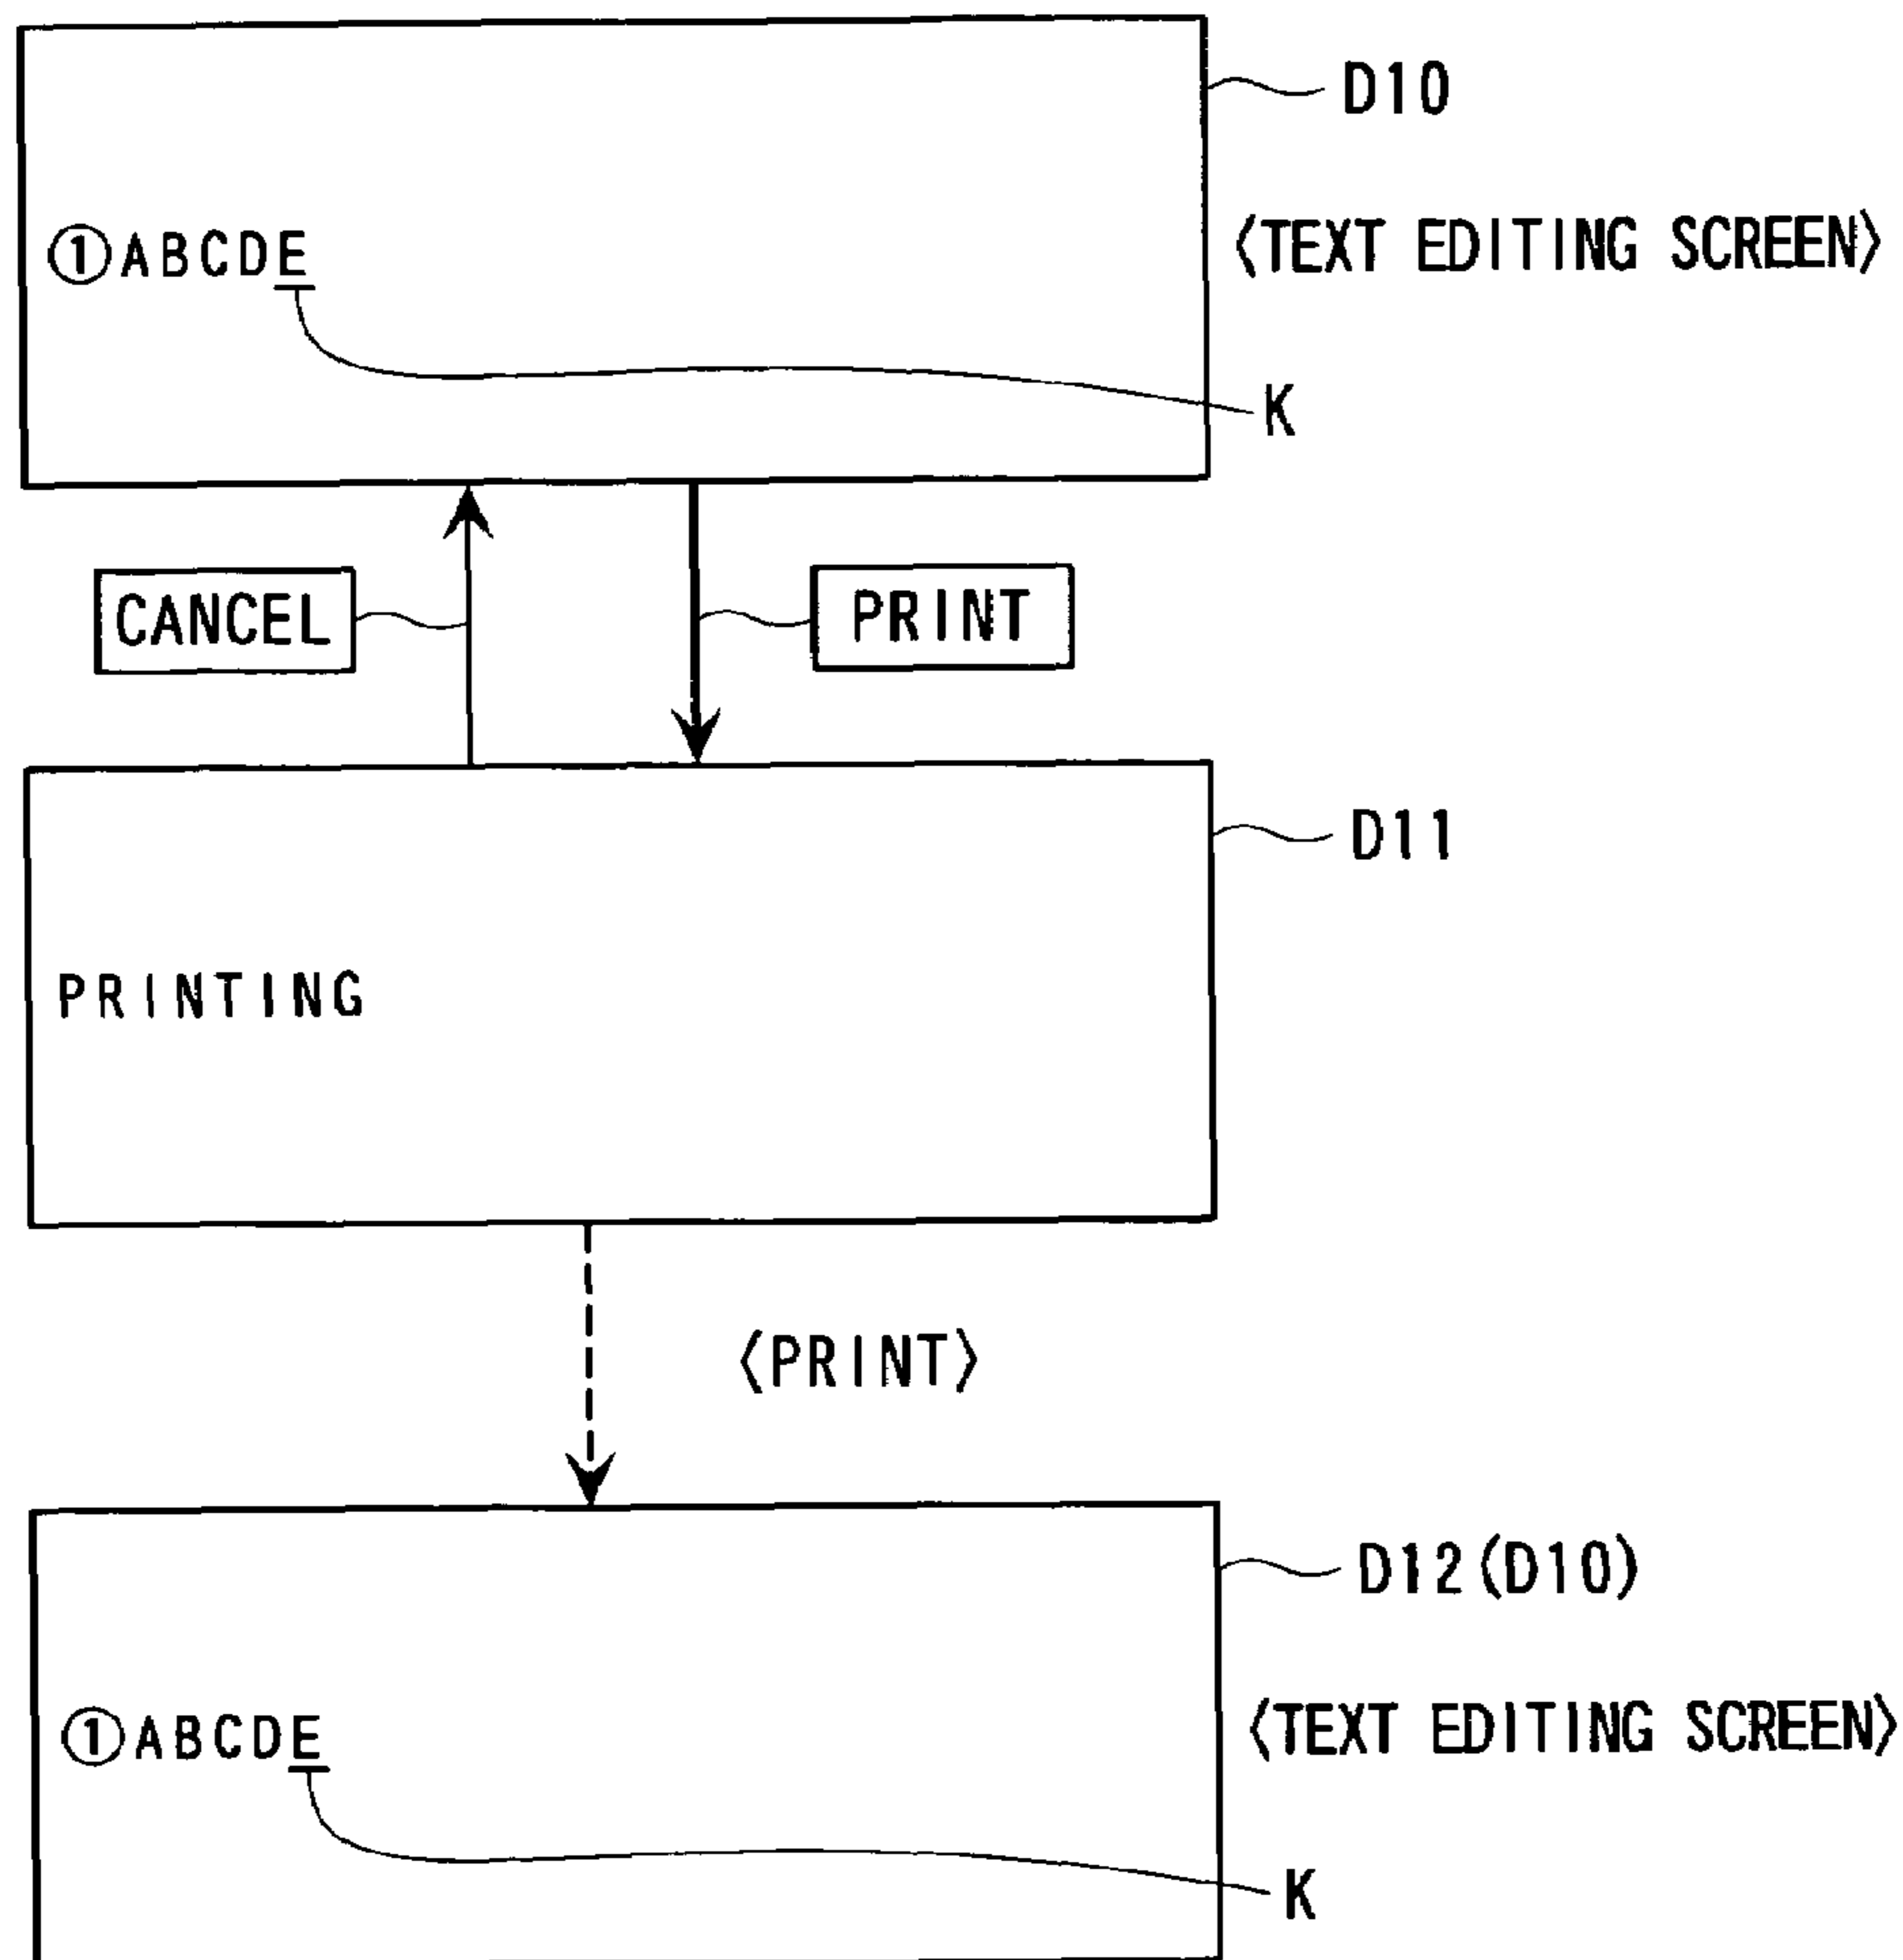 D10
①ABCDE
〈TEXT EDITING SCREEN〉
K
CANCEL
PRINT
D11
PRINTING
〈PRINT〉
D12(D10)
①ABCDE
〈TEXT EDITING SCREEN〉
K